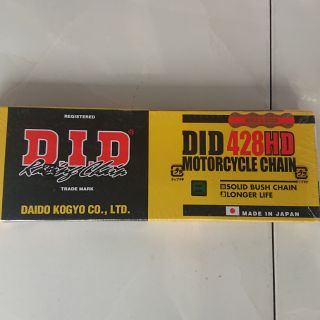 REGISTERED
D.I.D
Racing Chain
TRADE MARK
DAIDO KOGYO CO., LTD.
DID 428HD
MOTORCYCLE CHAIN
SOLID BUSH CHAIN
LONGER LIFE
MADE IN JAPAN